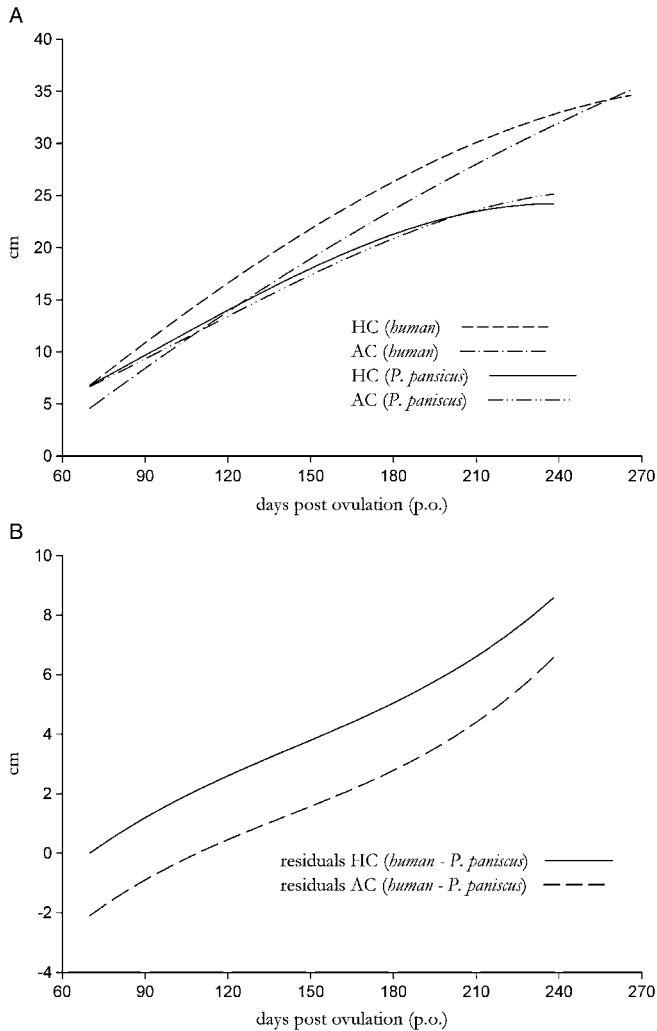 A
40
35
30
25
20
15
10
5
0
cm
HC (human)
AC (human)
HC (P. pansicus)
AC (P. paniscus)
60 90 120 150 180 210 240 270
days post ovulation (p.o.)
B
10
8
6
4
2
0
-2
-4
cm
residuals HC (human - P. paniscus)
residuals AC (human - P. paniscus)
60 90 120 150 180 210 240 270
days post ovulation (p.o.)